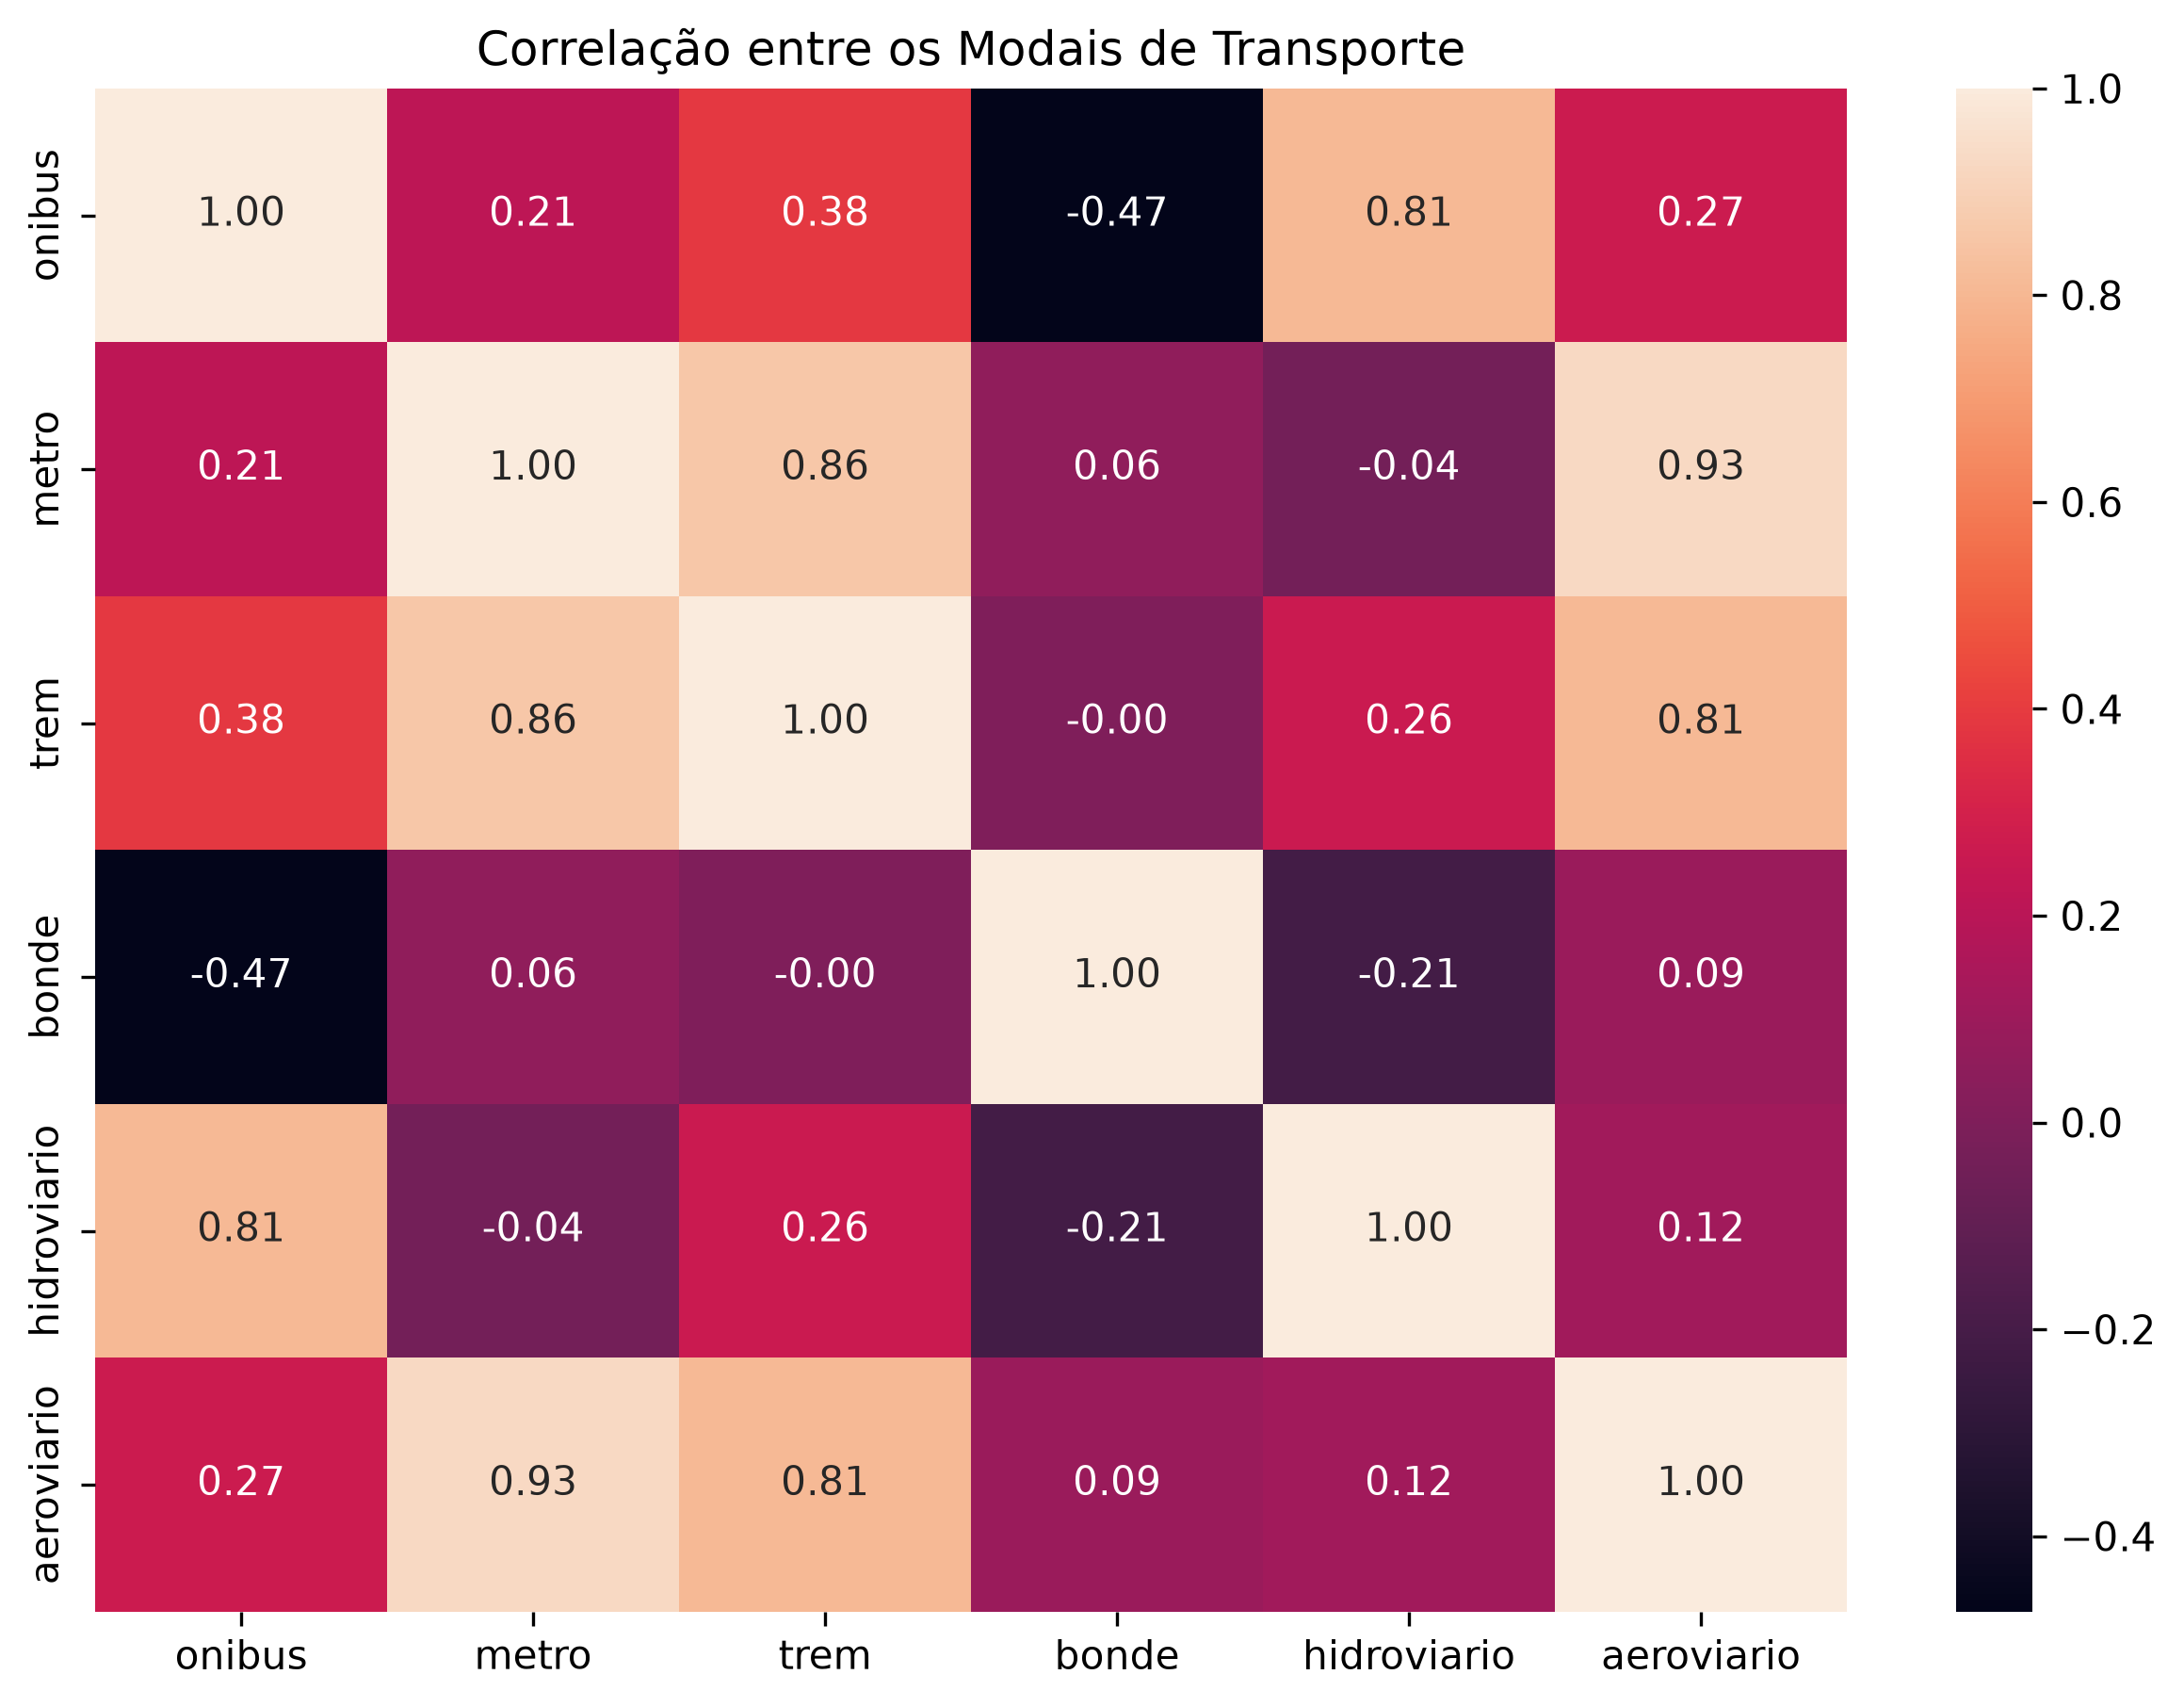 Correlação entre os Modais de Transporte
onibus 1.00 0.21 0.38 -0.47 0.81 0.27
metro 0.21 1.00 0.86 0.06 -0.04 0.93
trem 0.38 0.86 1.00 -0.00 0.26 0.81
bonde -0.47 0.06 -0.00 1.00 -0.21 0.09
hidroviario 0.81 -0.04 0.26 -0.21 1.00 0.12
aeroviario 0.27 0.93 0.81 0.09 0.12 1.00
onibus metro trem bonde hidroviario aeroviario
1.0
0.8
0.6
0.4
0.2
0.0
−0.2
−0.4